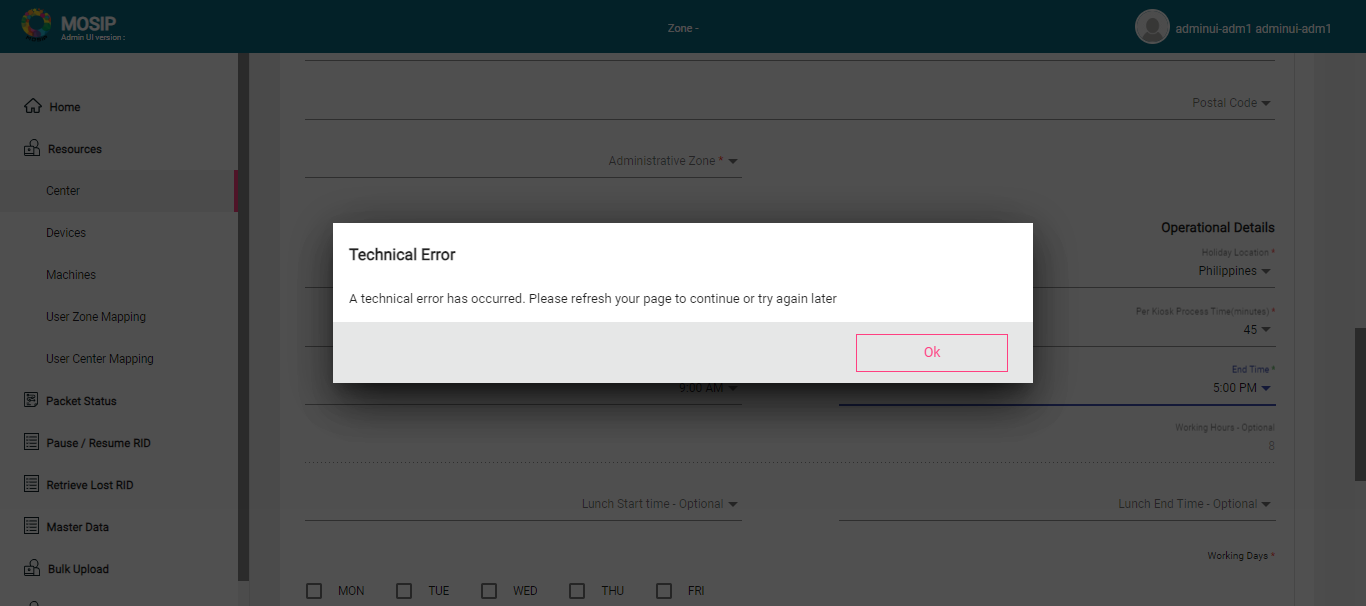 MOSIP
Admin UI version :
Zone -
adminui-adm1 adminui-adm1
Home
Resources
Center
Devices
Machines
User Zone Mapping
User Center Mapping
Packet Status
Pause / Resume RID
Retrieve Lost RID
Master Data
Bulk Upload
Postal Code
Administrative Zone *
Operational Details
Holiday Location *
Philippines
Per Kiosk Process Time(minutes) *
45
Technical Error
A technical error has occurred. Please refresh your page to continue or try again later
Ok
9:00 AM
End Time *
5:00 PM
Working Hours - Optional
8
Lunch Start time - Optional
Lunch End Time - Optional
Working Days *
MON TUE WED THU FRI